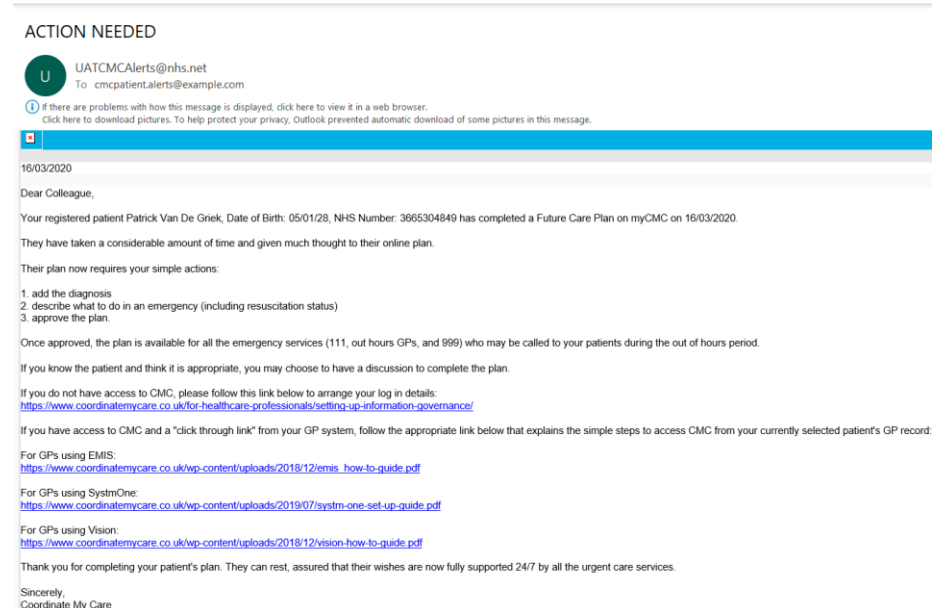 ACTION NEEDED
U
UATCMCAlerts@nhs.net
To cmcpatient.alerts@example.com
If there are problems with how this message is displayed, click here to view it in a web browser.
Click here to download pictures. To help protect your privacy, Outlook prevented automatic download of some pictures in this message.
16/03/2020
Dear Colleague,
Your registered patient Patrick Van De Griek, Date of Birth: 05/01/28, NHS Number: 3665304849 has completed a Future Care Plan on myCMC on 16/03/2020.
They have taken a considerable amount of time and given much thought to their online plan.
Their plan now requires your simple actions:
1. add the diagnosis
2. describe what to do in an emergency (including resuscitation status)
3. approve the plan.
Once approved, the plan is available for all the emergency services (111, out hours GPs, and 999) who may be called to your patients during the out of hours period.
If you know the patient and think it is appropriate, you may choose to have a discussion to complete the plan.
If you do not have access to CMC, please follow this link below to arrange your log in details:
https://www.coordinatemycare.co.uk/for-healthcare-professionals/setting-up-information-governance/
If you have access to CMC and a "click through link" from your GP system, follow the appropriate link below that explains the simple steps to access CMC from your currently selected patient's GP record:
For GPs using EMIS:
https://www.coordinatemycare.co.uk/wp-content/uploads/2018/12/emis_how-to-guide.pdf
For GPs using SystmOne:
https://www.coordinatemycare.co.uk/wp-content/uploads/2019/07/systm-one-set-up-guide.pdf
For GPs using Vision:
https://www.coordinatemycare.co.uk/wp-content/uploads/2018/12/vision-how-to-guide.pdf
Thank you for completing your patient's plan. They can rest, assured that their wishes are now fully supported 24/7 by all the urgent care services.
Sincerely,
Coordinate My Care